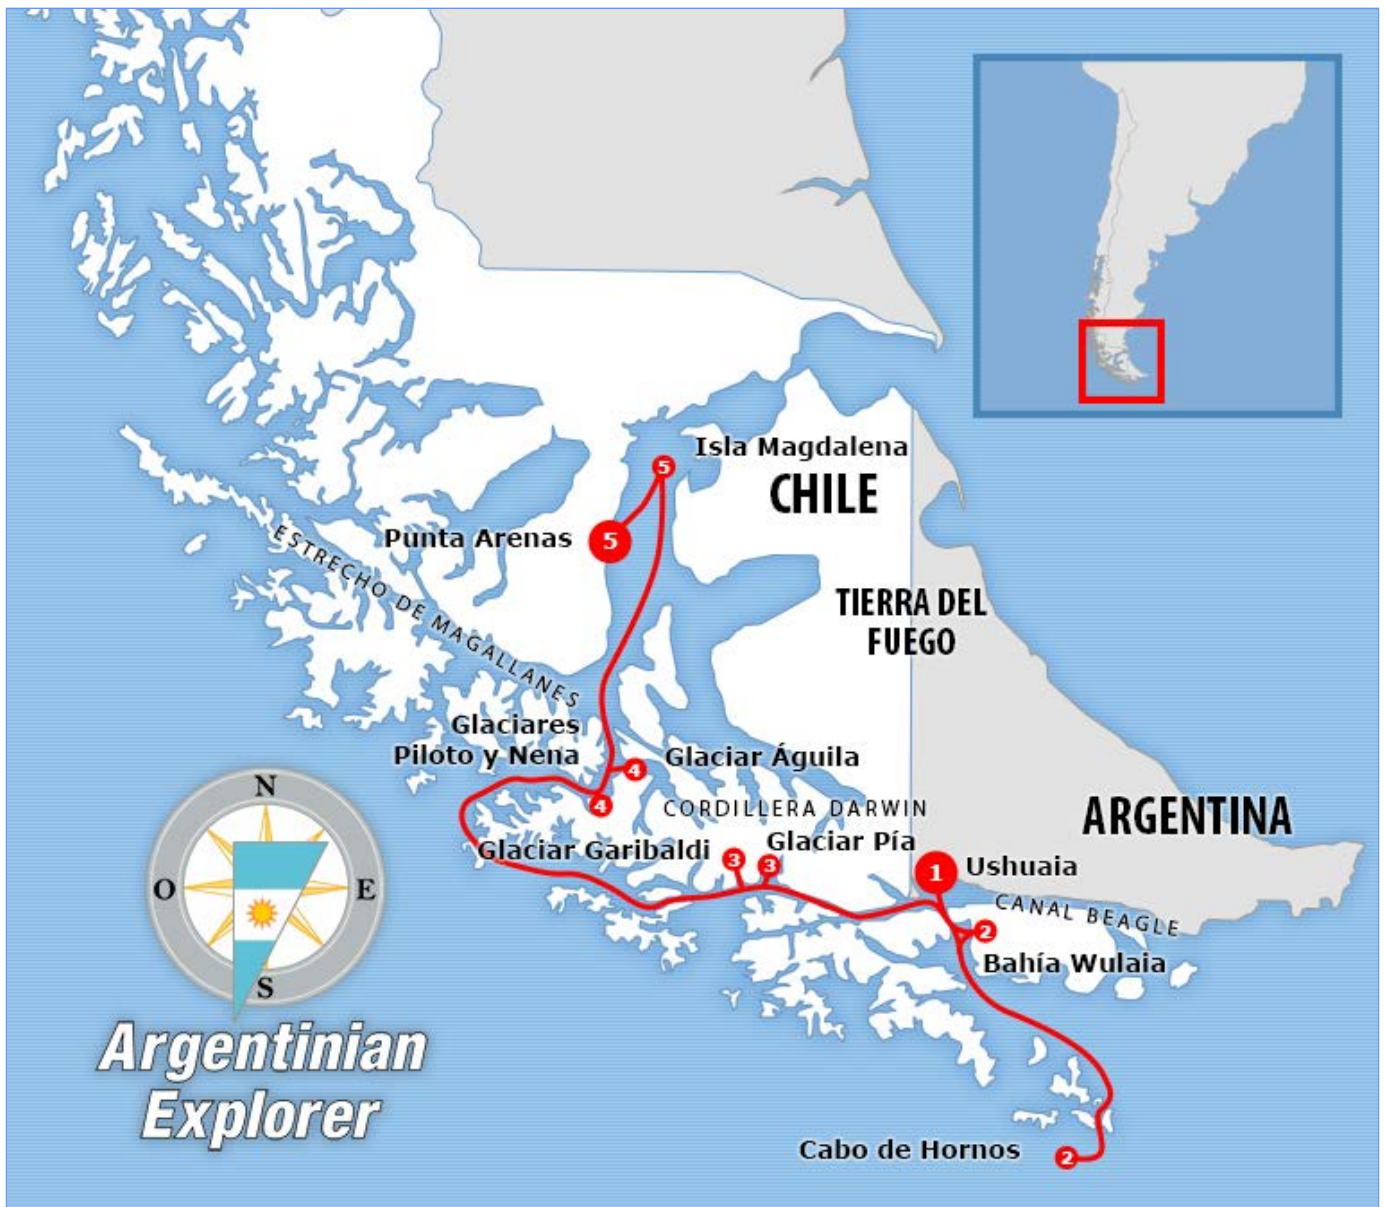 Isla Magdalena
CHILE
5
Punta Arenas
5
ESTRECHO DE MAGALLANES
TIERRA DEL
FUEGO
Glaciares
Piloto y Nena
Glaciar Águila
4
4
CORDILLERA DARWIN
ARGENTINA
Glaciar Garibaldi
3
Glaciar Pía
3
1
Ushuaia
CANAL BEAGLE
2
Bahía Wulaia
N
O
E
S
Argentinian
Explorer
Cabo de Hornos
2